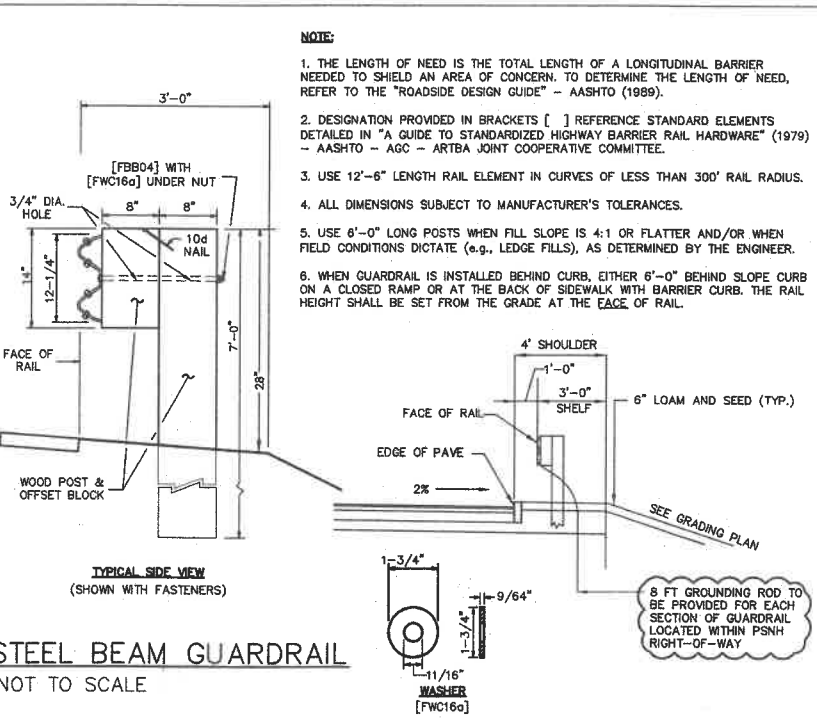 NOTE:
1. THE LENGTH OF NEED IS THE TOTAL LENGTH OF A LONGITUDINAL BARRIER
NEEDED TO SHIELD AN AREA OF CONCERN. TO DETERMINE THE LENGTH OF NEED,
REFER TO THE "ROADSIDE DESIGN GUIDE" – AASHTO (1989).
2. DESIGNATION PROVIDED IN BRACKETS [ ] REFERENCE STANDARD ELEMENTS
DETAILED IN "A GUIDE TO STANDARDIZED HIGHWAY BARRIER RAIL HARDWARE" (1979)
– AASHTO – AGC – ARTBA JOINT COOPERATIVE COMMITTEE.
3. USE 12'-6" LENGTH RAIL ELEMENT IN CURVES OF LESS THAN 300' RAIL RADIUS.
4. ALL DIMENSIONS SUBJECT TO MANUFACTURER'S TOLERANCES.
5. USE 6'-0" LONG POSTS WHEN FILL SLOPE IS 4:1 OR FLATTER AND/OR WHEN
FIELD CONDITIONS DICTATE (e.g., LEDGE FILLS), AS DETERMINED BY THE ENGINEER.
6. WHEN GUARDRAIL IS INSTALLED BEHIND CURB, EITHER 6'-0" BEHIND SLOPE CURB
ON A CLOSED RAMP OR AT THE BACK OF SIDEWALK WITH BARRIER CURB. THE RAIL
HEIGHT SHALL BE SET FROM THE GRADE AT THE FACE OF RAIL.
3'-0"
[FBB04] WITH
[FWC16a] UNDER NUT
3/4" DIA.
HOLE
8"
8"
10d
NAIL
14"
12-1/4"
7'-0"
28"
FACE OF
RAIL
WOOD POST &
OFFSET BLOCK
TYPICAL SIDE VIEW
(SHOWN WITH FASTENERS)
4' SHOULDER
1'-0"
3'-0"
SHELF
6" LOAM AND SEED (TYP.)
FACE OF RAIL
EDGE OF PAVE
2%
SEE GRADING PLAN
8 FT GROUNDING ROD TO
BE PROVIDED FOR EACH
SECTION OF GUARDRAIL
LOCATED WITHIN PSNH
RIGHT-OF-WAY
1-3/4"
9/64"
1-3/4"
11/16"
WASHER
[FWC16a]
STEEL BEAM GUARDRAIL
NOT TO SCALE